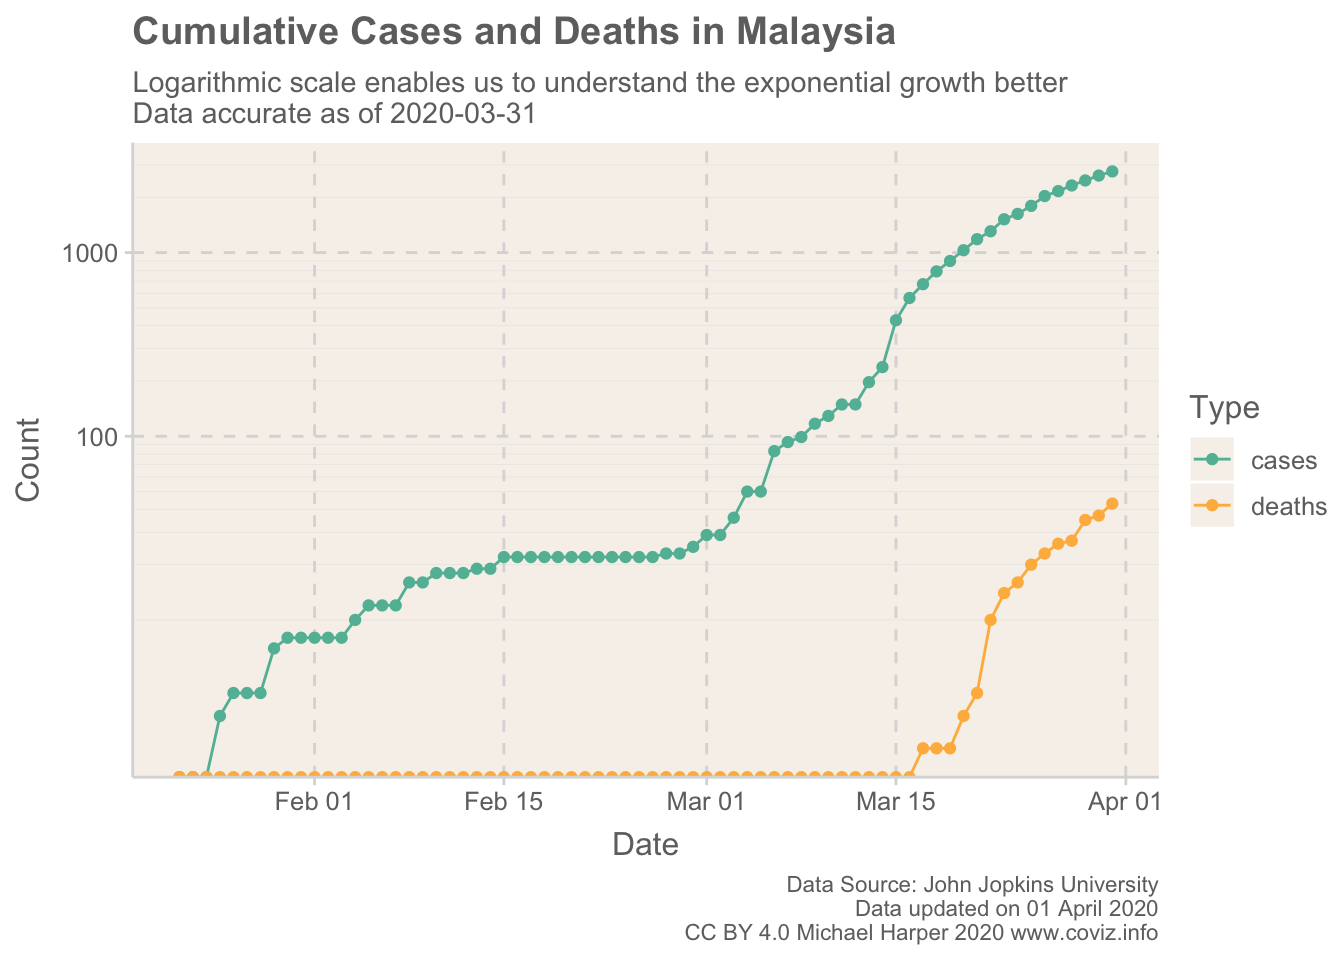 Cumulative Cases and Deaths in Malaysia
Logarithmic scale enables us to understand the exponential growth better
Data accurate as of 2020-03-31
1000
100
Count
Feb 01
Feb 15
Mar 01
Mar 15
Apr 01
Date
Type
cases
deaths
Data Source: John Jopkins University
Data updated on 01 April 2020
CC BY 4.0 Michael Harper 2020 www.coviz.info